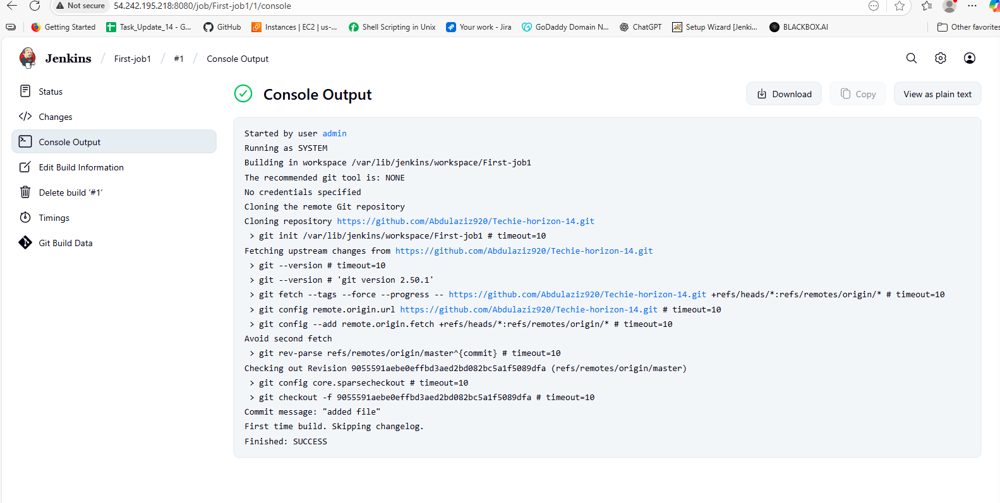 Not secure 54.242.195.218:8080/job/First-job1/1/console
Getting Started Task_Update_14 - G... GitHub Instances | EC2 | us-... Shell Scripting in Unix Your work - Jira GoDaddy Domain N... ChatGPT Setup Wizard [Jenki... BLACKBOX.AI Other favorites
Jenkins / First-job1 / #1 / Console Output
Status
Changes
Console Output
Edit Build Information
Delete build ‘#1’
Timings
Git Build Data
Console Output
Download Copy View as plain text
Started by user admin
Running as SYSTEM
Building in workspace /var/lib/jenkins/workspace/First-job1
The recommended git tool is: NONE
No credentials specified
Cloning the remote Git repository
Cloning repository https://github.com/Abdulaziz920/Techie-horizon-14.git
> git init /var/lib/jenkins/workspace/First-job1 # timeout=10
Fetching upstream changes from https://github.com/Abdulaziz920/Techie-horizon-14.git
> git --version # timeout=10
> git --version # 'git version 2.50.1'
> git fetch --tags --force --progress -- https://github.com/Abdulaziz920/Techie-horizon-14.git +refs/heads/*:refs/remotes/origin/* # timeout=10
> git config remote.origin.url https://github.com/Abdulaziz920/Techie-horizon-14.git # timeout=10
> git config --add remote.origin.fetch +refs/heads/*:refs/remotes/origin/* # timeout=10
Avoid second fetch
> git rev-parse refs/remotes/origin/master^{commit} # timeout=10
Checking out Revision 9055591aebe0effbd3aed2bd082bc5a1f5089dfa (refs/remotes/origin/master)
> git config core.sparsecheckout # timeout=10
> git checkout -f 9055591aebe0effbd3aed2bd082bc5a1f5089dfa # timeout=10
Commit message: "added file"
First time build. Skipping changelog.
Finished: SUCCESS